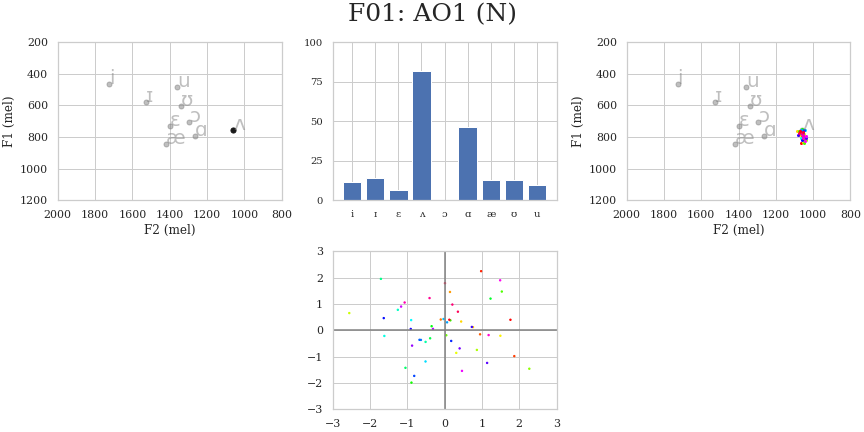 F01: AO1 (N)
200
400
600
800
1000
1200
F1 (mel)
i
ɪ
u
ʊ
ɛ
ɔ
æ
ɑ
ʌ
2000 1800 1600 1400 1200 1000 800
F2 (mel)
100
75
50
25
0
i ɪ ɛ ʌ ɔ ɑ æ ʊ u
200
400
600
800
1000
1200
F1 (mel)
i
ɪ
u
ʊ
ɛ
ɔ
æ
ɑ
ʌ
2000 1800 1600 1400 1200 1000 800
F2 (mel)
3
2
1
0
−1
−2
−3
−3 −2 −1 0 1 2 3